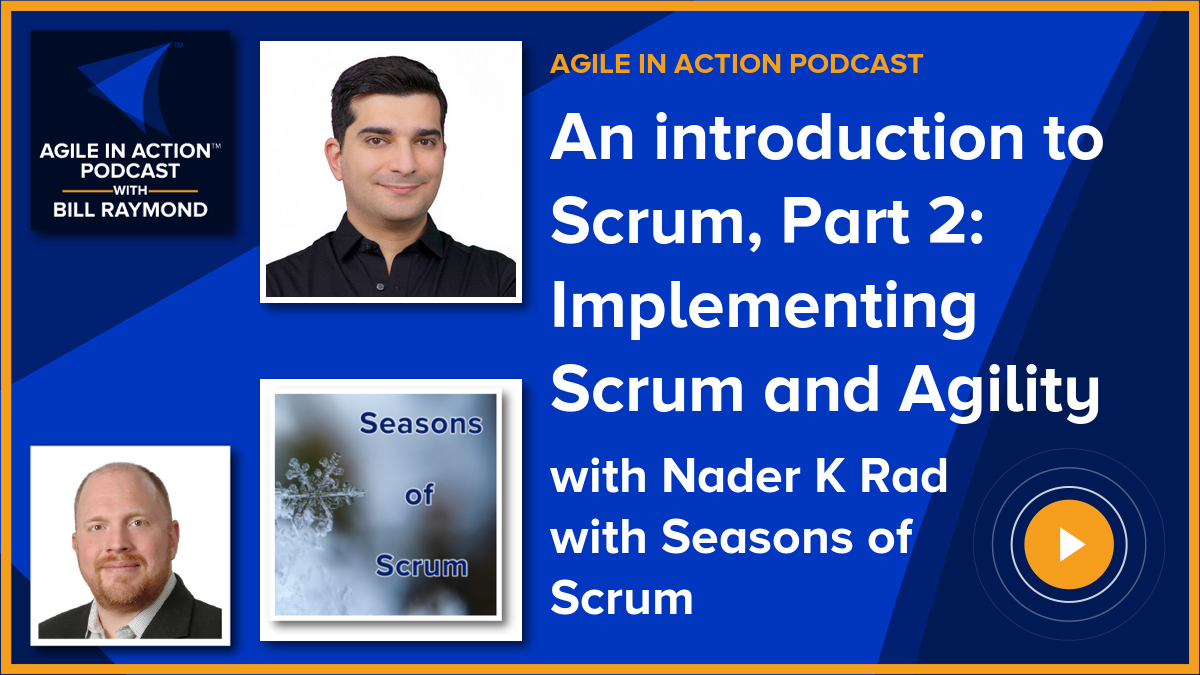 AGILE IN ACTION™
PODCAST
WITH
BILL RAYMOND
TM
Seasons
of
Scrum
AGILE IN ACTION PODCAST
An introduction to
Scrum, Part 2:
Implementing
Scrum and Agility
with Nader K Rad
with Seasons of
Scrum